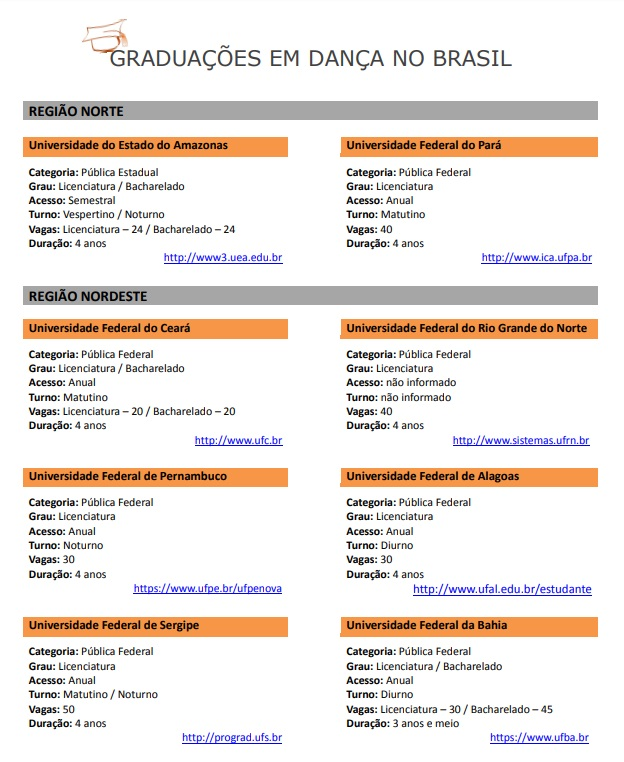 GRADUAÇÕES EM DANÇA NO BRASIL
REGIÃO NORTE
Universidade do Estado do Amazonas
Categoria: Pública Estadual
Grau: Licenciatura / Bacharelado
Acesso: Semestral
Turno: Vespertino / Noturno
Vagas: Licenciatura – 24 / Bacharelado – 24
Duração: 4 anos
http://www3.uea.edu.br
Universidade Federal do Pará
Categoria: Pública Federal
Grau: Licenciatura
Acesso: Anual
Turno: Matutino
Vagas: 40
Duração: 4 anos
http://www.ica.ufpa.br
REGIÃO NORDESTE
Universidade Federal do Ceará
Categoria: Pública Federal
Grau: Licenciatura / Bacharelado
Acesso: Anual
Turno: Matutino
Vagas: Licenciatura – 20 / Bacharelado – 20
Duração: 4 anos
http://www.ufc.br
Universidade Federal do Rio Grande do Norte
Categoria: Pública Federal
Grau: Licenciatura
Acesso: não informado
Turno: não informado
Vagas: 40
Duração: 4 anos
http://www.sistemas.ufrn.br
Universidade Federal de Pernambuco
Categoria: Pública Federal
Grau: Licenciatura
Acesso: Anual
Turno: Noturno
Vagas: 30
Duração: 4 anos
https://www.ufpe.br/ufpenova
Universidade Federal de Alagoas
Categoria: Pública Federal
Grau: Licenciatura
Acesso: Anual
Turno: Diurno
Vagas: 30
Duração: 4 anos
http://www.ufal.edu.br/estudante
Universidade Federal de Sergipe
Categoria: Pública Federal
Grau: Licenciatura
Acesso: Anual
Turno: Matutino / Noturno
Vagas: 50
Duração: 4 anos
http://prograd.ufs.br
Universidade Federal da Bahia
Categoria: Pública Federal
Grau: Licenciatura / Bacharelado
Acesso: Anual
Turno: Diurno
Vagas: Licenciatura – 30 / Bacharelado – 45
Duração: 3 anos e meio
https://www.ufba.br